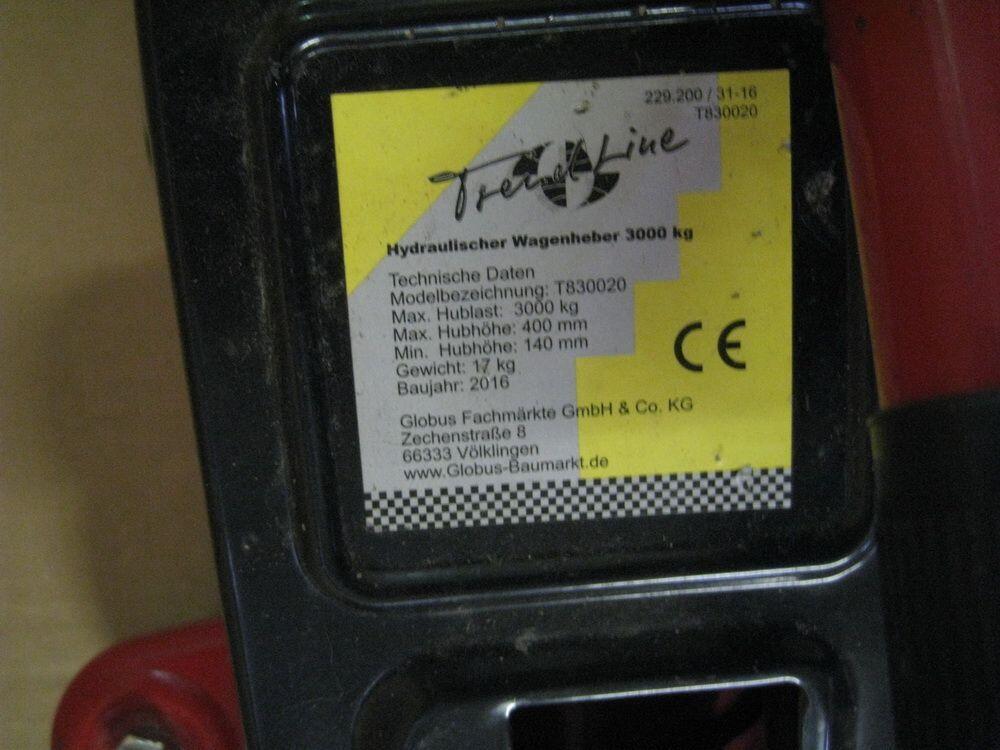 229.200 / 31-16
T830020
Trend Line
Hydraulischer Wagenheber 3000 kg
Technische Daten
Modelbezeichnung: T830020
Max. Hublast: 3000 kg
Max. Hubhöhe: 400 mm
Min. Hubhöhe: 140 mm
Gewicht: 17 kg
Baujahr: 2016
CE
Globus Fachmärkte GmbH & Co. KG
Zechenstraße 8
66333 Völklingen
www.Globus-Baumarkt.de